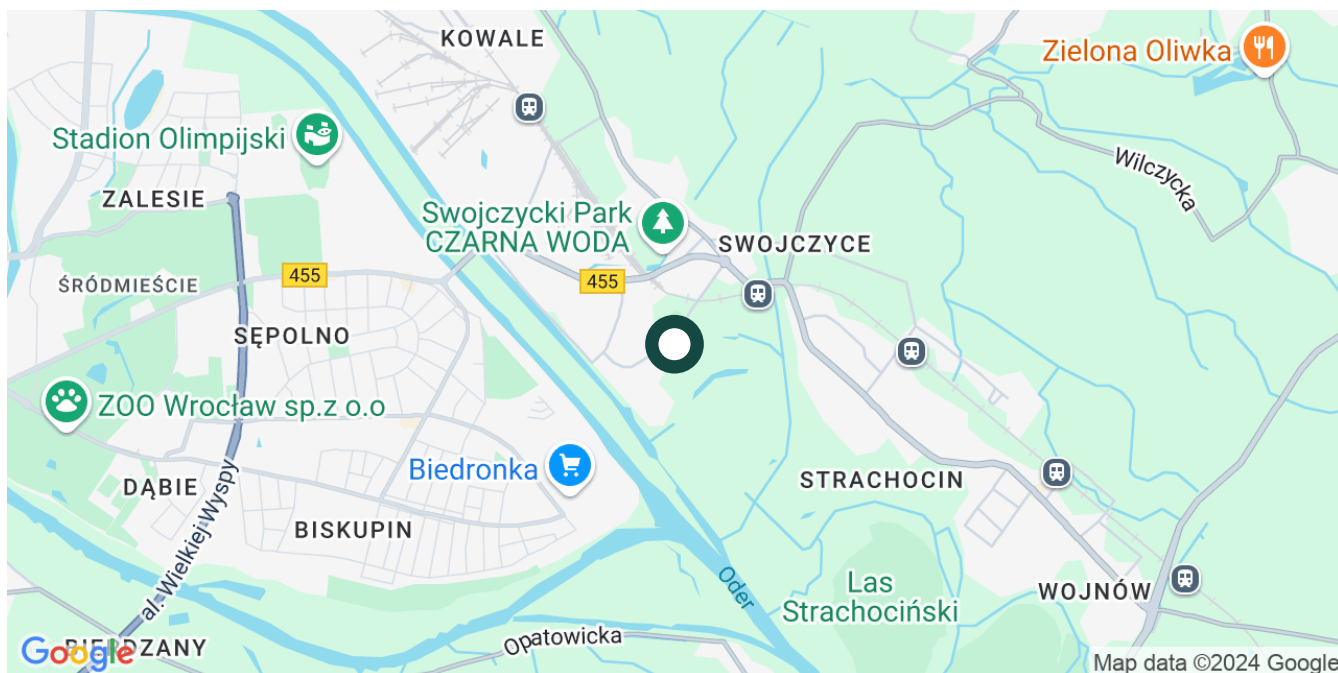 KOWALE
Zielona Oliwka
Stadion Olimpijski
Wilczycka
ZALESIE
Swojczycki Park
CZARNA WODA
SWOJCZYCE
455
455
ŚRÓDMIEŚCIE
SĘPOLNO
ZOO Wrocław sp.z o.o
Biedronka
STRACHOCIN
DĄBIE
al. Wielkiej Wyspy
BISKUPIN
Oder
Las
Strachociński
WOJNÓW
Opatowicka
Google
Map data ©2024 Google